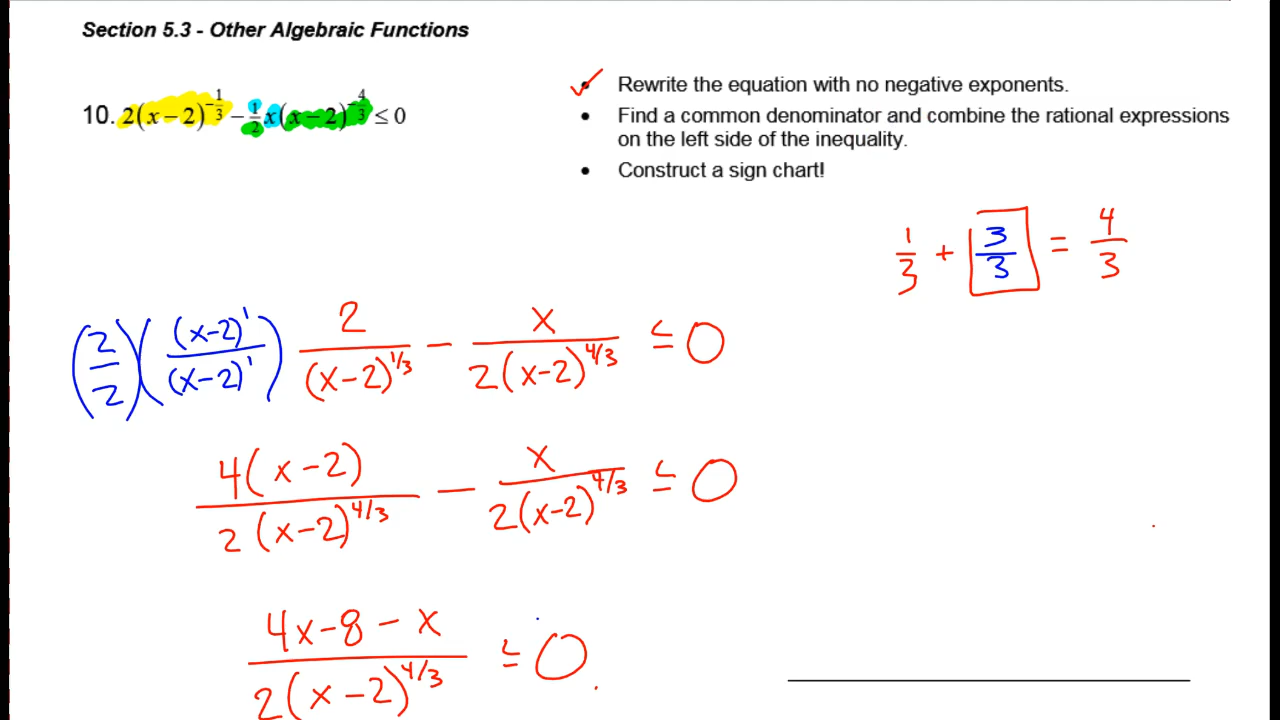 Section 5.3 - Other Algebraic Functions
10. 2(x − 2)^(−1/3) − 1/2 x(x − 2)^(−4/3) ≤ 0
• Rewrite the equation with no negative exponents.
• Find a common denominator and combine the rational expressions
on the left side of the inequality.
• Construct a sign chart!
1/3 + 3/3 = 4/3
(2/2)((x−2)^1/(x−2)^1) 2/(x−2)^(1/3) − x/(2(x−2)^(4/3)) ≤ 0
4(x−2)/(2(x−2)^(4/3)) − x/(2(x−2)^(4/3)) ≤ 0
(4x−8−x)/(2(x−2)^(4/3)) ≤ 0